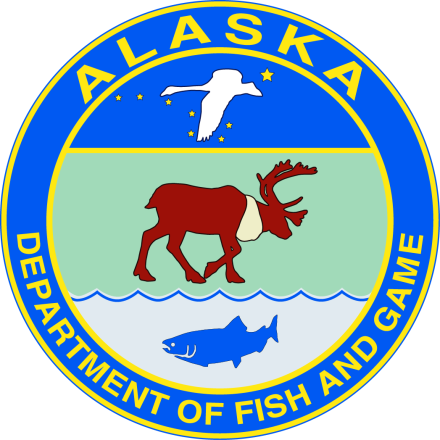 ALASKA
DEPARTMENT OF FISH AND GAME